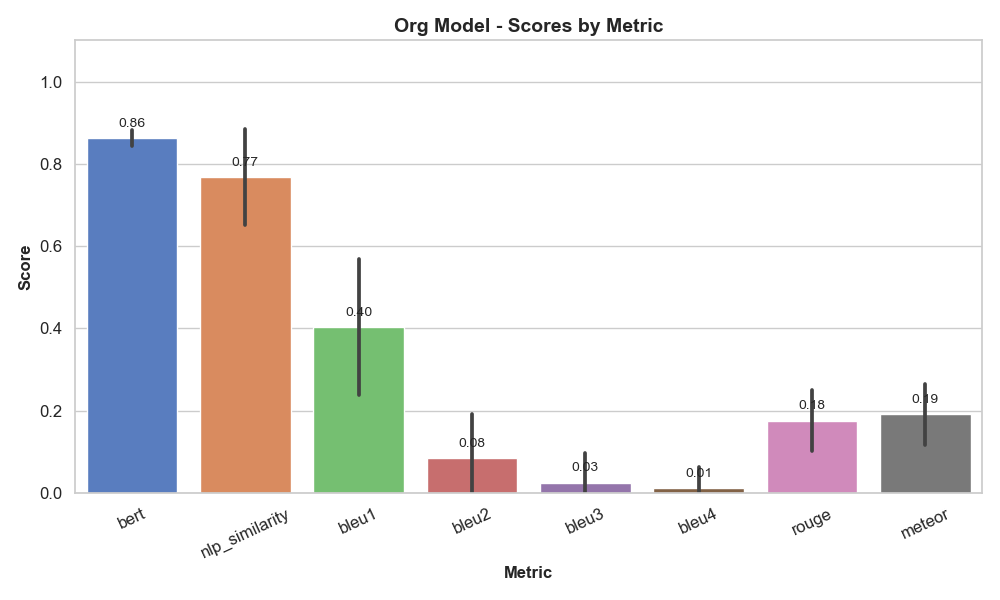 Org Model - Scores by Metric
Score
1.0
0.8
0.6
0.4
0.2
0.0
0.86
0.77
0.40
0.08
0.03
0.01
0.18
0.19
bert
nlp_similarity
bleu1
bleu2
bleu3
bleu4
rouge
meteor
Metric